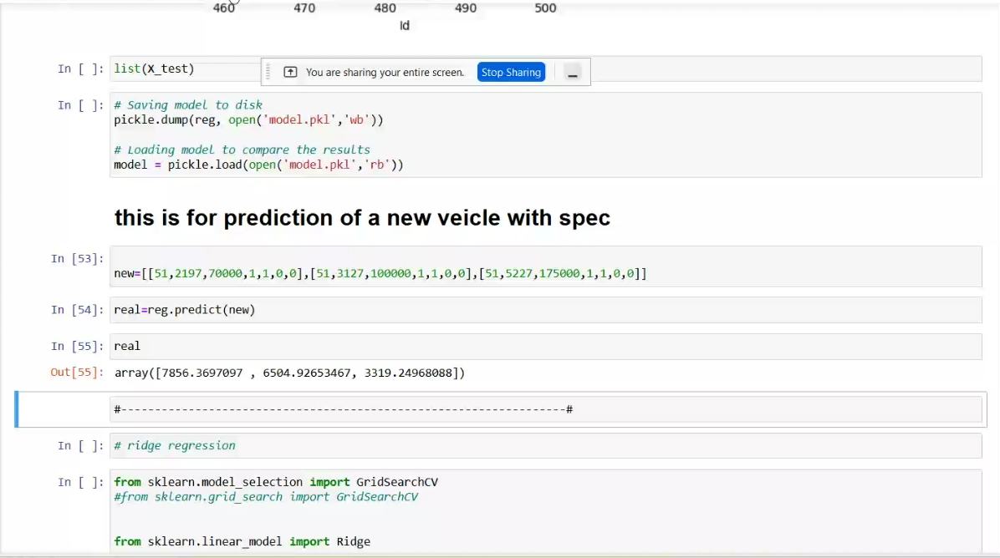 460 470 480 490 500
Id
In [ ]: list(X_test)
You are sharing your entire screen. Stop Sharing
In [ ]: # Saving model to disk
pickle.dump(reg, open('model.pkl','wb'))
# Loading model to compare the results
model = pickle.load(open('model.pkl','rb'))
this is for prediction of a new veicle with spec
In [53]:
new=[[51,2197,70000,1,1,0,0],[51,3127,100000,1,1,0,0],[51,5227,175000,1,1,0,0]]
In [54]: real=reg.predict(new)
In [55]: real
Out[55]: array([7856.3697097 , 6504.92653467, 3319.24968088])
#------------------------------------------------------------------#
In [ ]: # ridge regression
In [ ]: from sklearn.model_selection import GridSearchCV
#from sklearn.grid_search import GridSearchCV
from sklearn.linear_model import Ridge